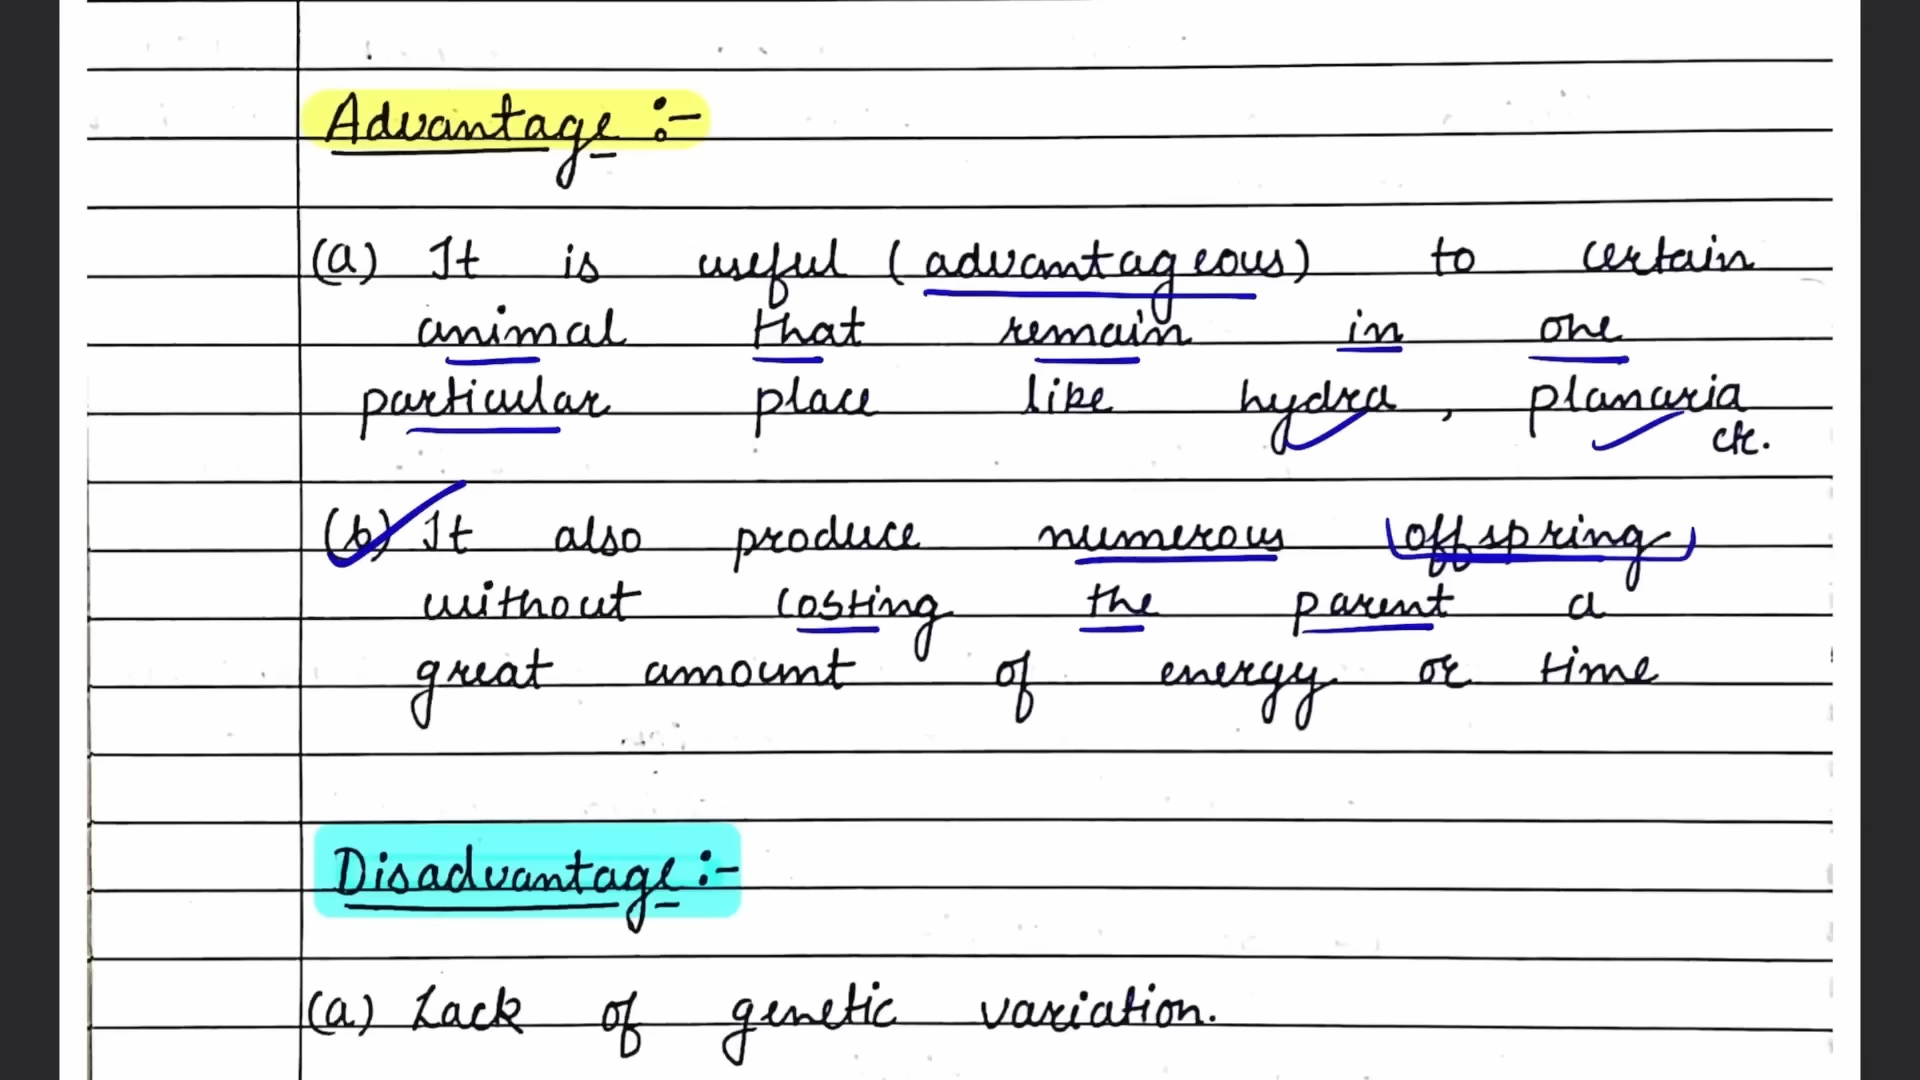 Advantage :-
(a) It is useful (advantageous) to certain
animal that remain in one
particular place like hydra, planaria
etc.
(b) It also produce numerous offspring
without costing the parent a
great amount of energy or time
Disadvantage :-
(a) Lack of genetic variation.